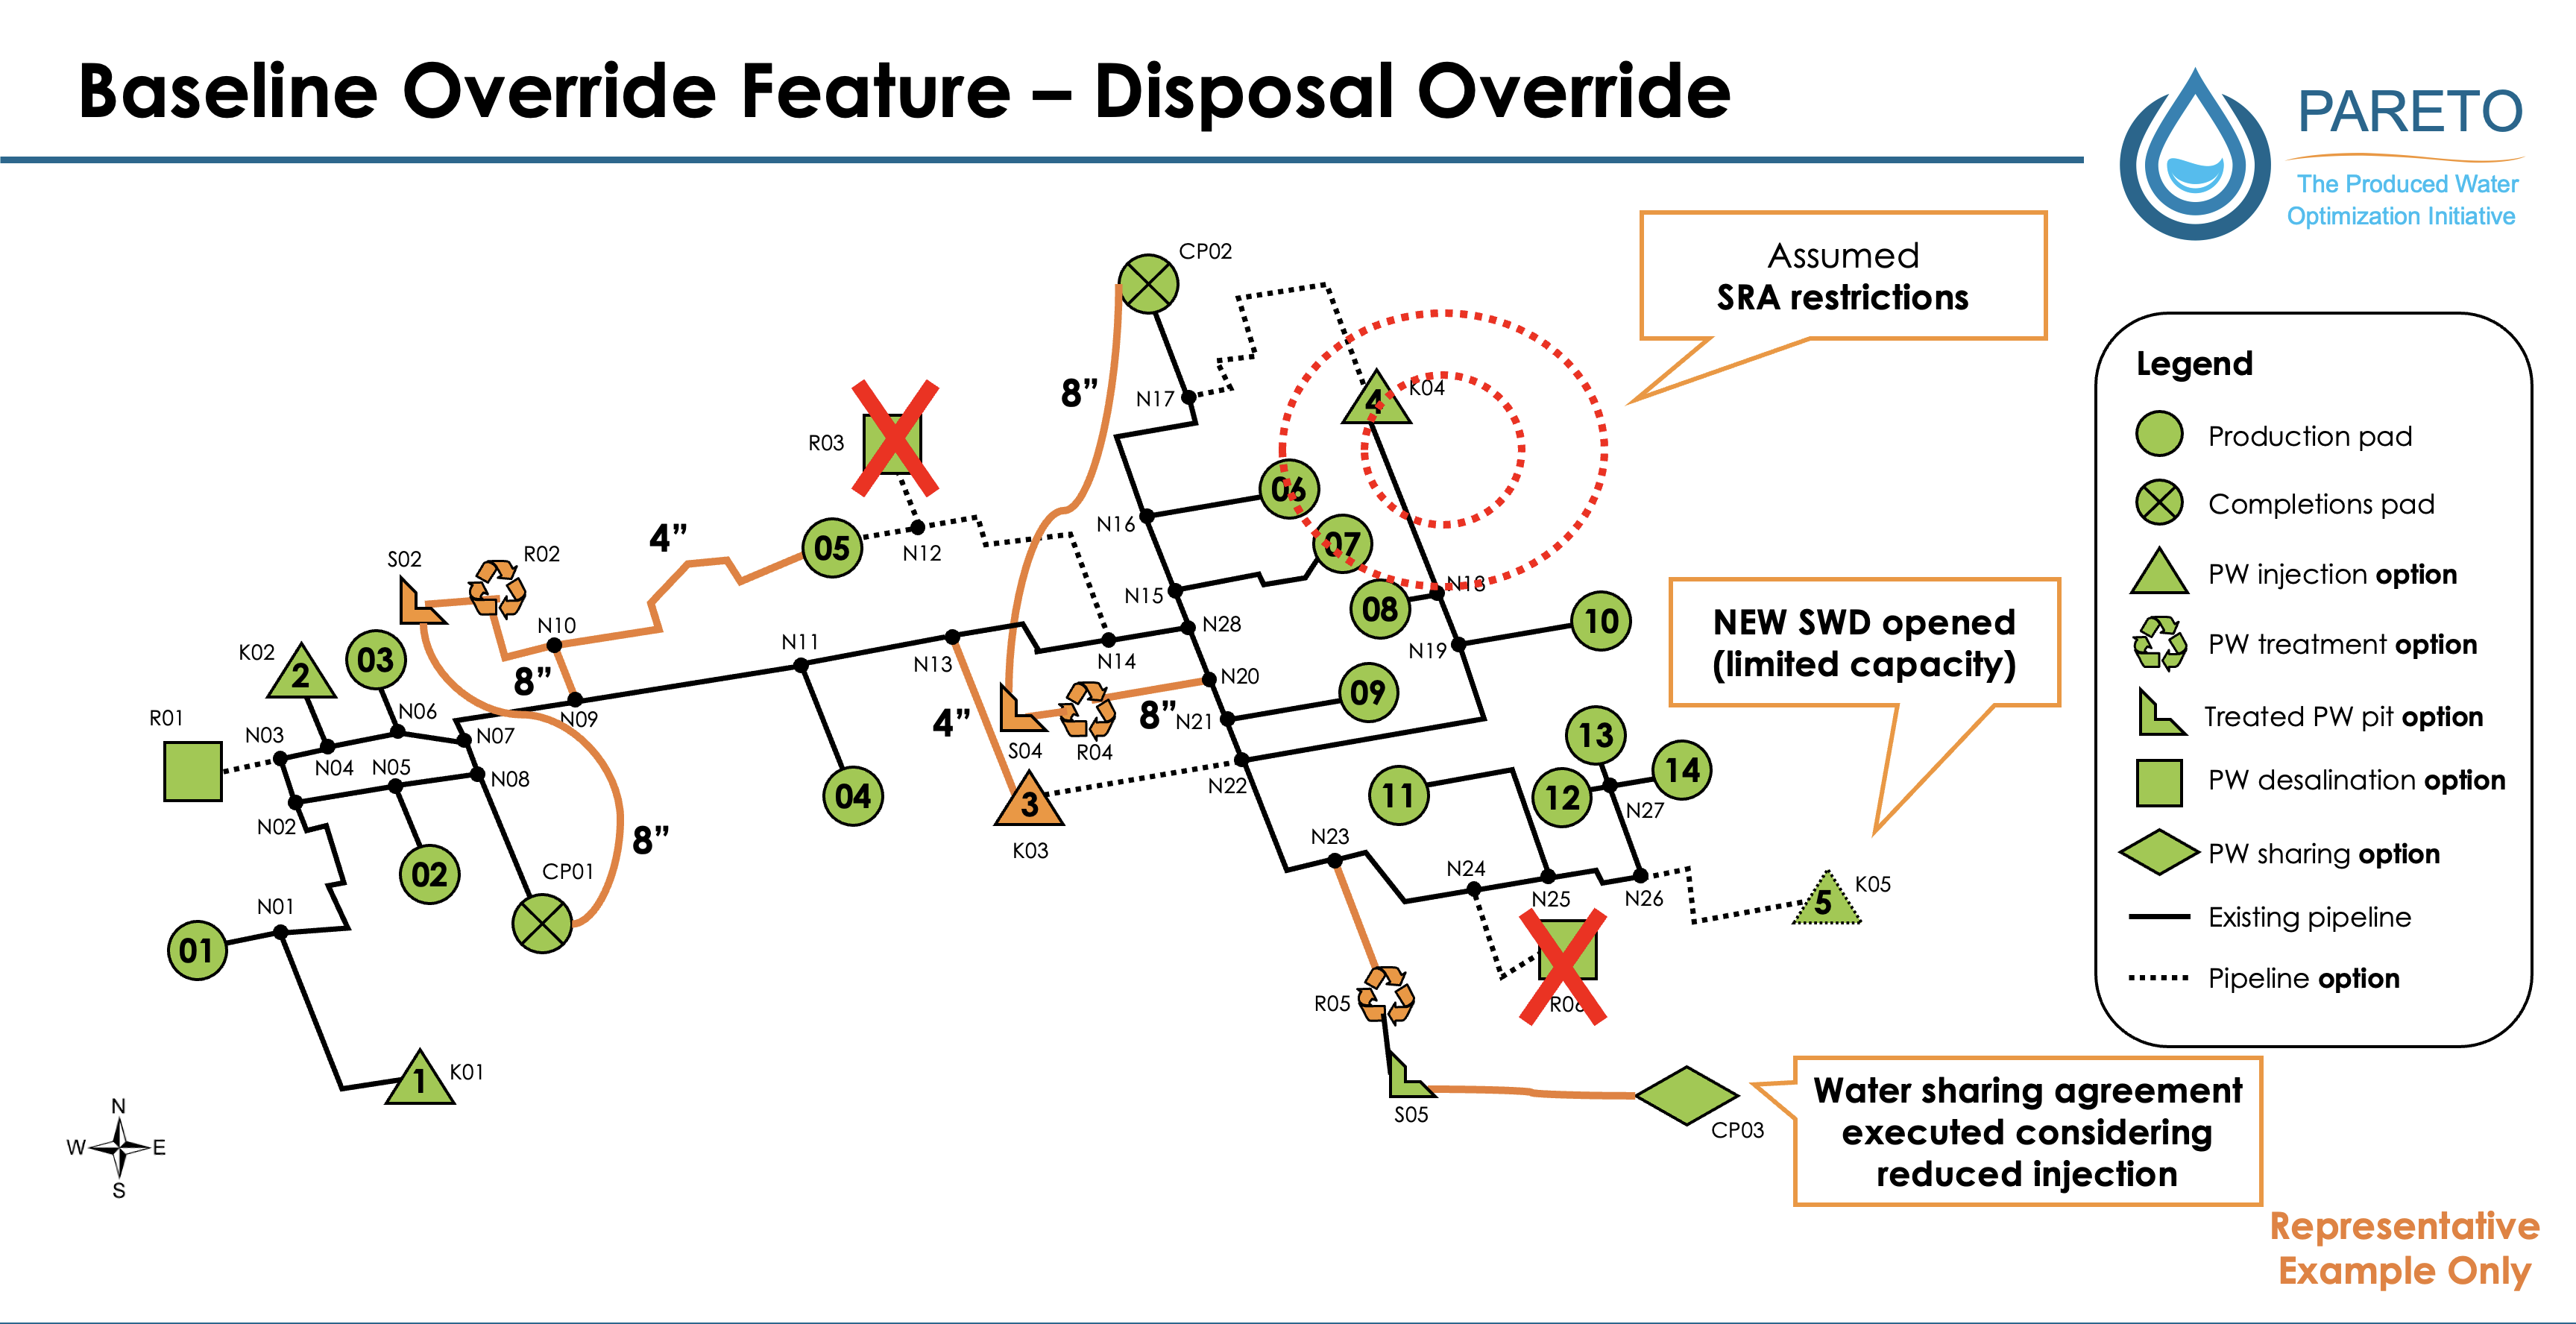 Baseline Override Feature – Disposal Override
PARETO
The Produced Water
Optimization Initiative
Assumed
SRA restrictions
CP02
8”
N17
4
K04
R03
06
N16
07
4”
05
N12
S02
R02
N15
N18
08
10
N10
N11
N28
N19
K02
2
03
N13
N14
N20
8”
09
R01
N06
N09
4”
8”
N21
N03
N07
S04
R04
N04
N05
N08
04
3
N22
11
12
13
14
N27
N02
K03
N23
8”
02
CP01
N24
N25
N26
5
K05
N01
01
R05
R06
1
K01
S05
CP03
NEW SWD opened
(limited capacity)
Water sharing agreement
executed considering
reduced injection
N
W
E
S
Legend
Production pad
Completions pad
PW injection option
PW treatment option
Treated PW pit option
PW desalination option
PW sharing option
Existing pipeline
Pipeline option
Representative
Example Only